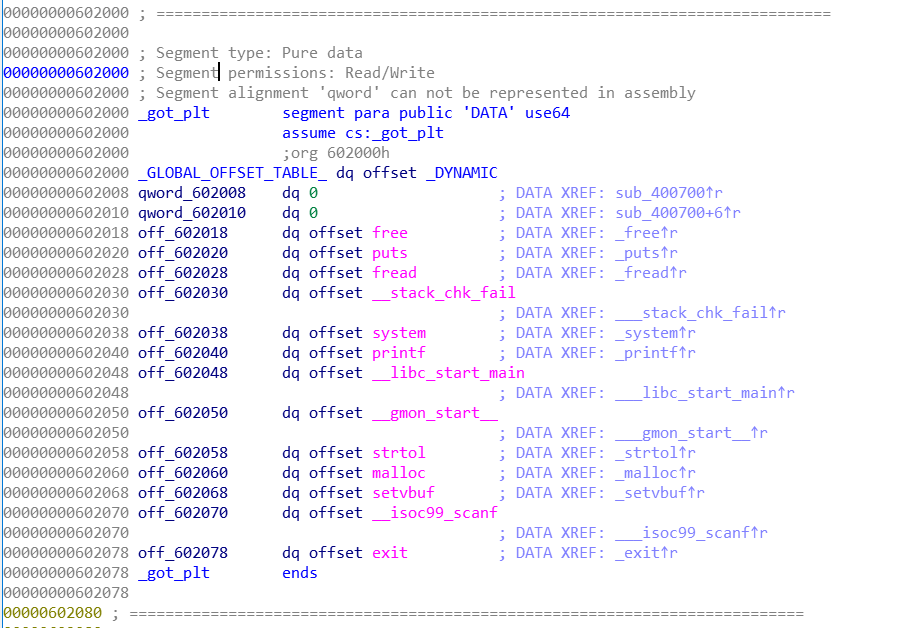 00000000602000 ; ===========================================================================
00000000602000
00000000602000 ; Segment type: Pure data
00000000602000 ; Segment permissions: Read/Write
00000000602000 ; Segment alignment 'qword' can not be represented in assembly
00000000602000 _got_plt        segment para public 'DATA' use64
00000000602000                 assume cs:_got_plt
00000000602000                 ;org 602000h
00000000602000 _GLOBAL_OFFSET_TABLE_ dq offset _DYNAMIC
00000000602008 qword_602008    dq 0                    ; DATA XREF: sub_400700↑r
00000000602010 qword_602010    dq 0                    ; DATA XREF: sub_400700+6↑r
00000000602018 off_602018      dq offset free          ; DATA XREF: _free↑r
00000000602020 off_602020      dq offset puts          ; DATA XREF: _puts↑r
00000000602028 off_602028      dq offset fread         ; DATA XREF: _fread↑r
00000000602030 off_602030      dq offset __stack_chk_fail
00000000602030                                         ; DATA XREF: ___stack_chk_fail↑r
00000000602038 off_602038      dq offset system        ; DATA XREF: _system↑r
00000000602040 off_602040      dq offset printf        ; DATA XREF: _printf↑r
00000000602048 off_602048      dq offset __libc_start_main
00000000602048                                         ; DATA XREF: ___libc_start_main↑r
00000000602050 off_602050      dq offset __gmon_start__
00000000602050                                         ; DATA XREF: ___gmon_start__↑r
00000000602058 off_602058      dq offset strtol        ; DATA XREF: _strtol↑r
00000000602060 off_602060      dq offset malloc        ; DATA XREF: _malloc↑r
00000000602068 off_602068      dq offset setvbuf       ; DATA XREF: _setvbuf↑r
00000000602070 off_602070      dq offset __isoc99_scanf
00000000602070                                         ; DATA XREF: ___isoc99_scanf↑r
00000000602078 off_602078      dq offset exit          ; DATA XREF: _exit↑r
00000000602078 _got_plt        ends
00000000602078
00000602080 ; ===========================================================================